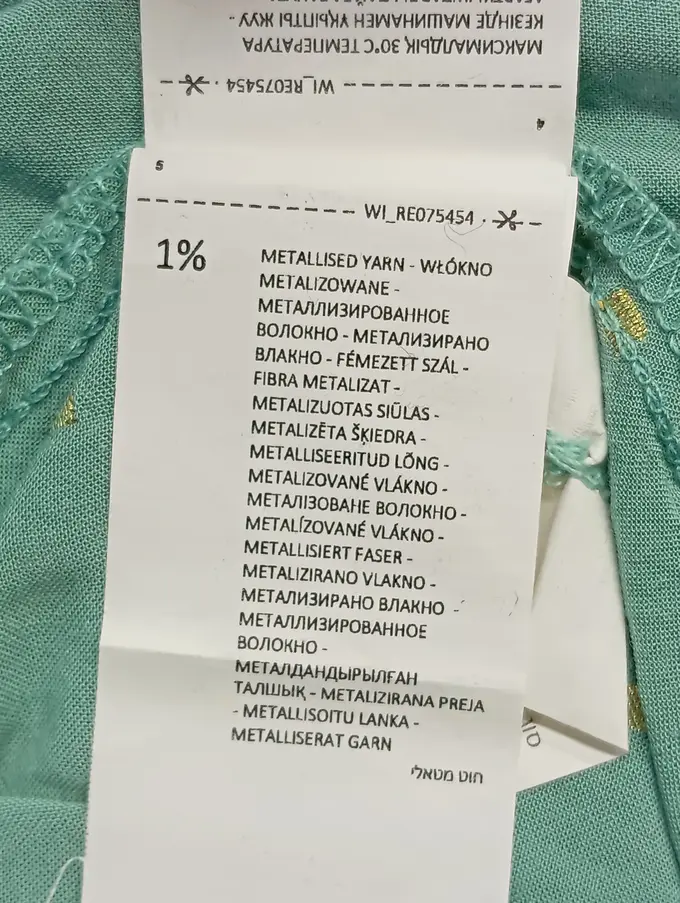 КЕЗІНДЕ МАШИНАМЕН ҰҚЫПТЫ ЖУУ -
МАКСИМАЛДЫҚ 30°C ТЕМПЕРАТУРА
WI_RE075454
4
5
WI_RE075454
1%
METALLISED YARN - WŁÓKNO
METALIZOWANE -
МЕТАЛЛИЗИРОВАННОЕ
ВОЛОКНО - МЕТАЛИЗИРАНО
ВЛАКНО - FÉMEZETT SZÁL -
FIBRA METALIZAT -
METALIZUOTAS SIŪLAS -
METALIZĒTA ŠĶIEDRA -
METALLISEERITUD LÕNG -
METALIZOVANÉ VLÁKNO -
МЕТАЛІЗОВАНЕ ВОЛОКНО -
METALÍZOVANÉ VLÁKNO -
METALLISIERT FASER -
METALIZIRANO VLAKNO -
МЕТАЛИЗИРАНО ВЛАКНО -
МЕТАЛЛИЗИРОВАННОЕ
ВОЛОКНО -
МЕТАЛДАНДЫРЫЛҒАН
ТАЛШЫҚ - METALIZIRANA PREJA
- METALLISOITU LANKA -
METALLISERAT GARN
חוט מטאלי